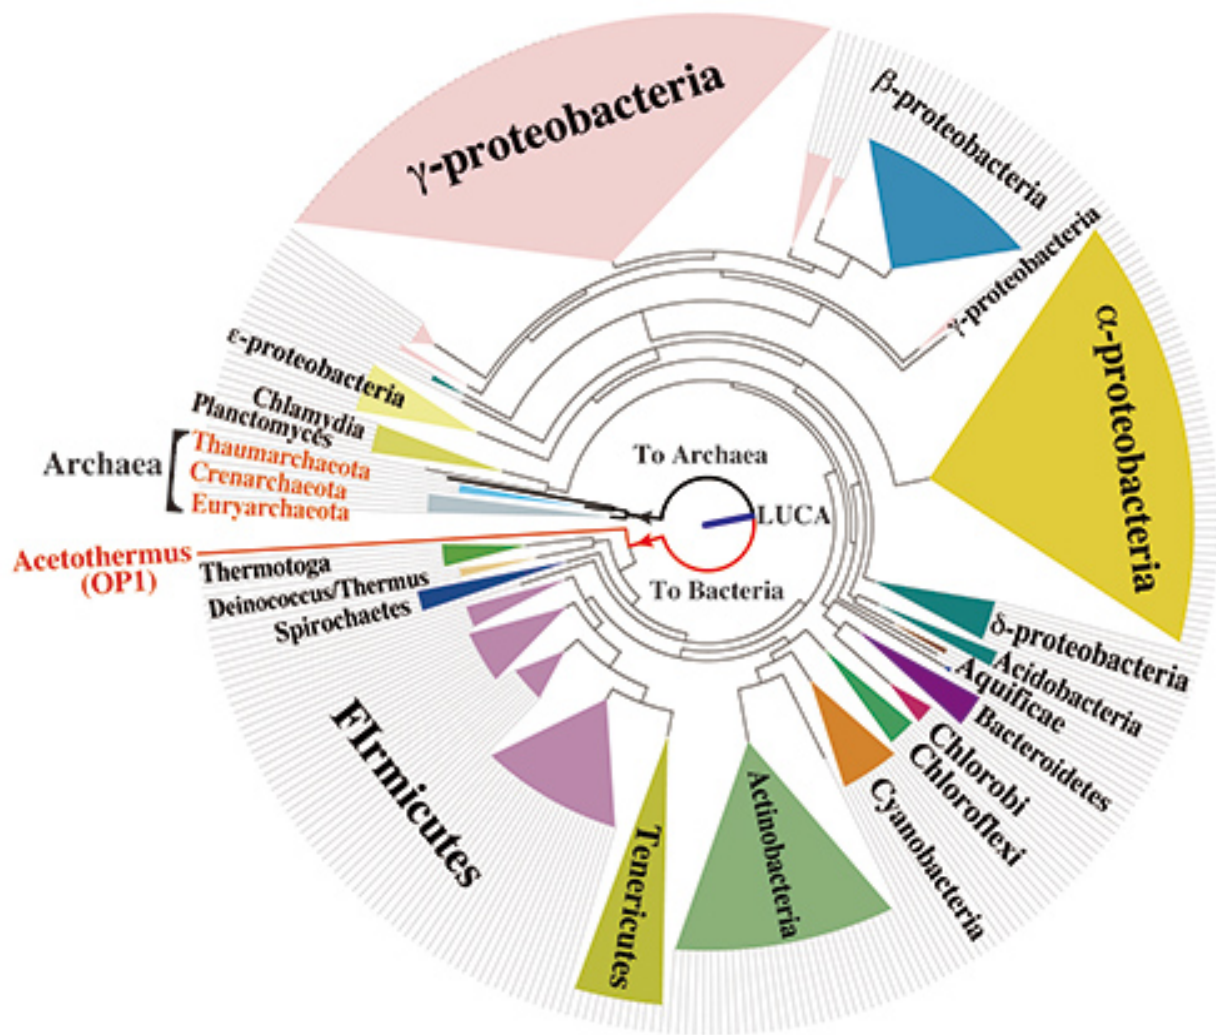 γ-proteobacteria
β-proteobacteria
γ-proteobacteria
α-proteobacteria
ε-proteobacteria
Chlamydia
Planctomyces
Archaea
Thaumarchaeota
Crenarchaeota
Euryarchaeota
To Archaea
LUCA
To Bacteria
Acetothermus
(OP1)
Thermotoga
Deinococcus/Thermus
Spirochaetes
FIrmicutes
Tenericutes
Actinobacteria
Cyanobacteria
Chloroflexi
Chlorobi
Bacteroidetes
Aquificae
Acidobacteria
δ-proteobacteria